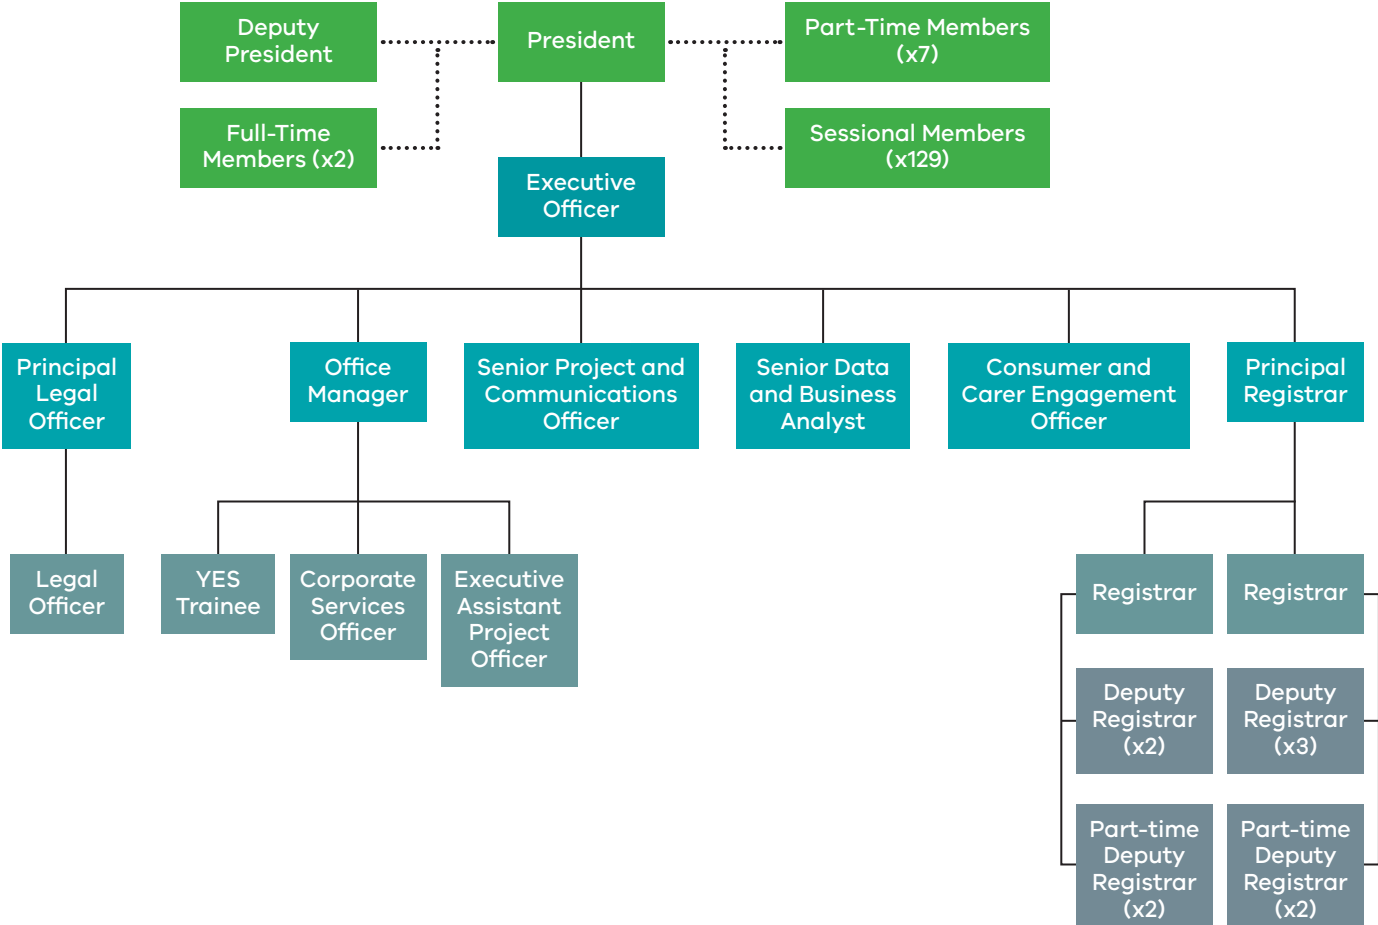 Deputy
President
President
Part-Time Members
(x7)
Full-Time
Members (x2)
Sessional Members
(x129)
Executive
Officer
Principal
Legal
Officer
Office
Manager
Senior Project and
Communications
Officer
Senior Data
and Business
Analyst
Consumer and
Carer Engagement
Officer
Principal
Registrar
Legal
Officer
YES
Trainee
Corporate
Services
Officer
Executive
Assistant
Project
Officer
Registrar
Registrar
Deputy
Registrar
(x2)
Deputy
Registrar
(x3)
Part-time
Deputy
Registrar
(x2)
Part-time
Deputy
Registrar
(x2)